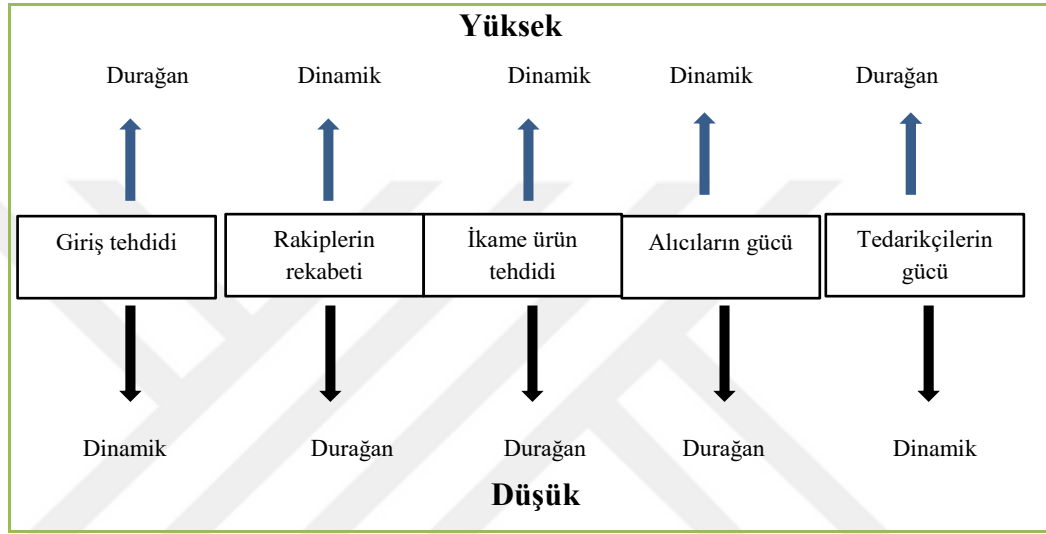 Yüksek
Durağan Dinamik Dinamik Dinamik Durağan
Giriş tehdidi
Rakiplerin
rekabeti
İkame ürün
tehdidi
Alıcıların gücü
Tedarikçilerin
gücü
Dinamik Durağan Durağan Durağan Dinamik
Düşük